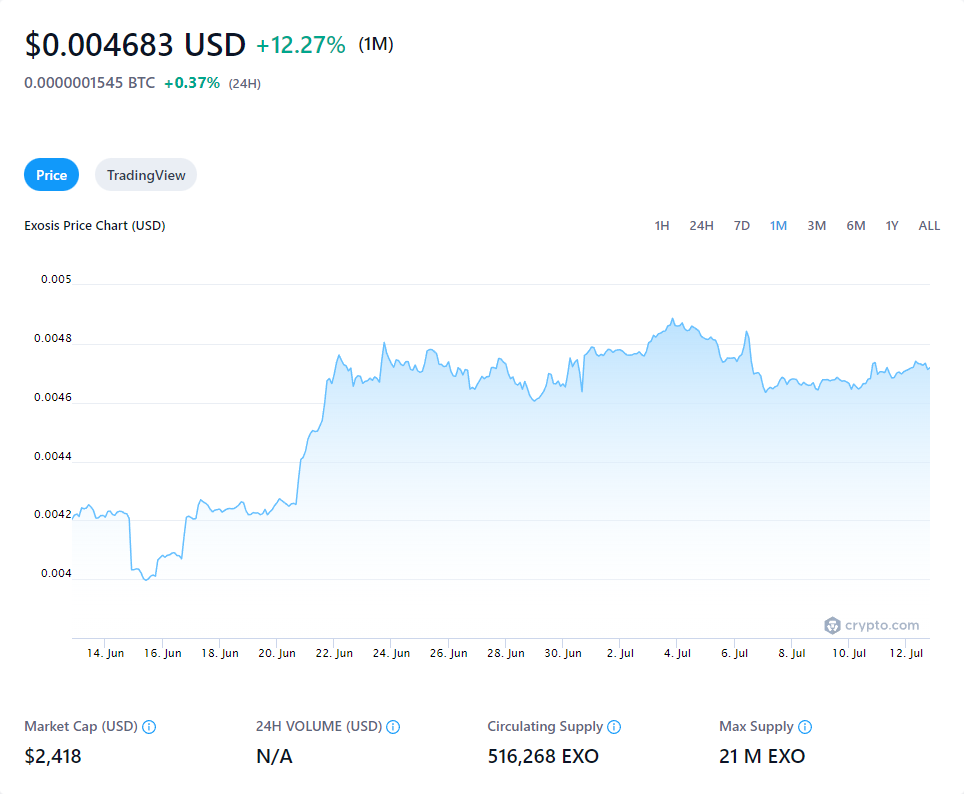 $0.004683 USD +12.27% (1M)
0.0000001545 BTC +0.37% (24H)
Price TradingView
Exosis Price Chart (USD) 1H 24H 7D 1M 3M 6M 1Y ALL
0.005
0.0048
0.0046
0.0044
0.0042
0.004
crypto.com
14. Jun 16. Jun 18. Jun 20. Jun 22. Jun 24. Jun 26. Jun 28. Jun 30. Jun 2. Jul 4. Jul 6. Jul 8. Jul 10. Jul 12. Jul
Market Cap (USD) 24H VOLUME (USD) Circulating Supply Max Supply
$2,418 N/A 516,268 EXO 21 M EXO